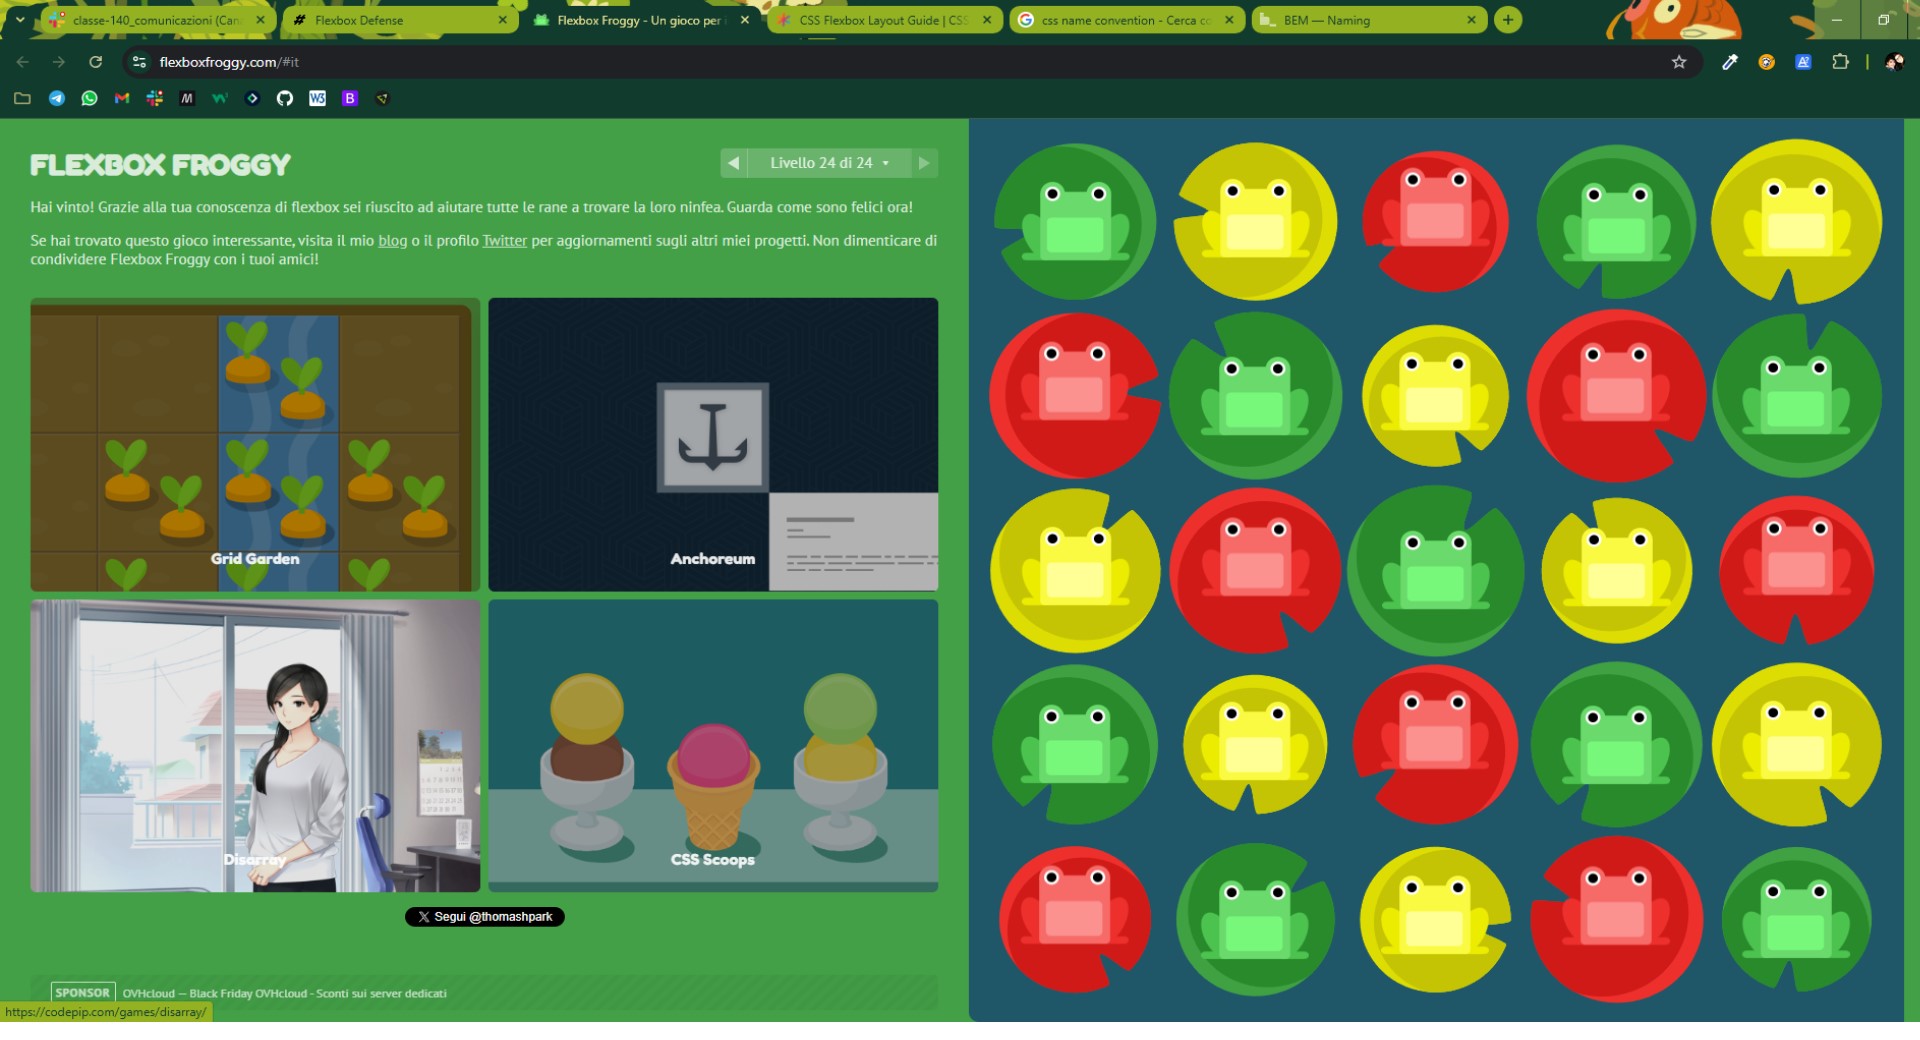 classe-140_comunicazioni (Can
Flexbox Defense
Flexbox Froggy - Un gioco per i
CSS Flexbox Layout Guide | CSS
css name convention - Cerca co
BEM — Naming
flexboxfroggy.com/#it
FLEXBOX FROGGY
Livello 24 di 24
Hai vinto! Grazie alla tua conoscenza di flexbox sei riuscito ad aiutare tutte le rane a trovare la loro ninfea. Guarda come sono felici ora!
Se hai trovato questo gioco interessante, visita il mio blog o il profilo Twitter per aggiornamenti sugli altri miei progetti. Non dimenticare di
condividere Flexbox Froggy con i tuoi amici!
Grid Garden
Anchoreum
Disarray
CSS Scoops
Segui @thomashpark
SPONSOR OVHcloud — Black Friday OVHcloud - Sconti sui server dedicati
https://codepip.com/games/disarray/